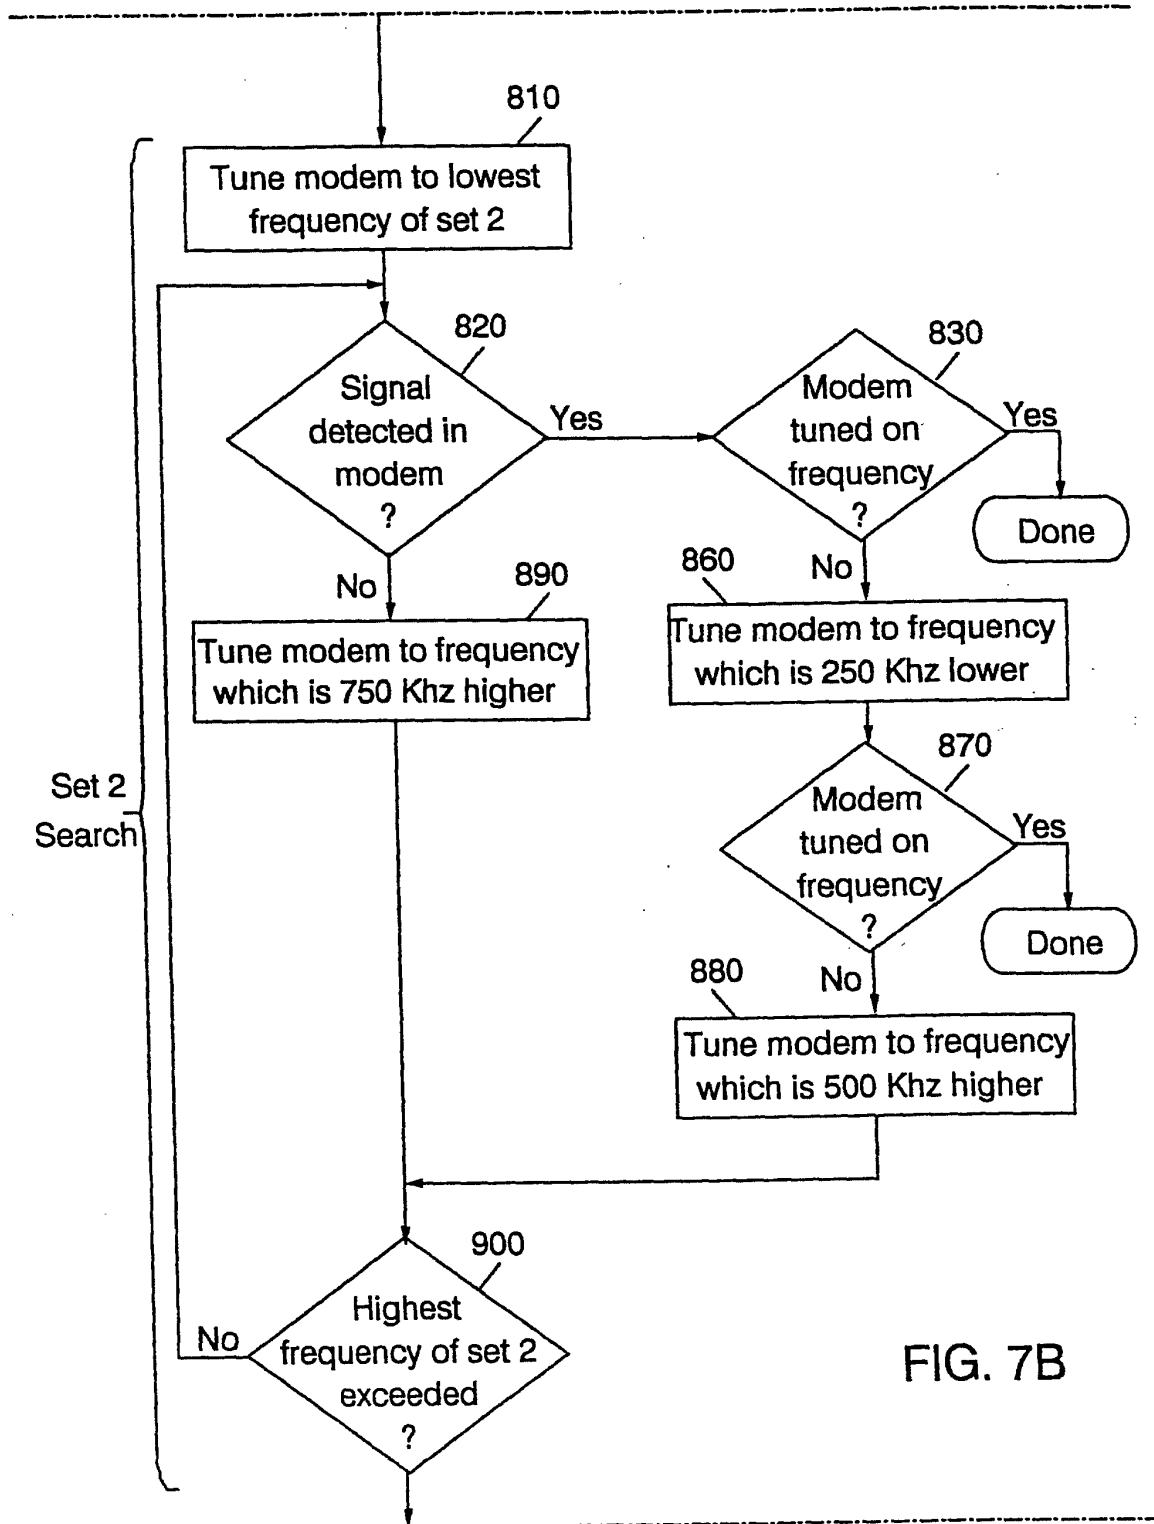 810
Tune modem to lowest
frequency of set 2
820
Signal
detected in
modem
?
Yes
830
Modem
tuned on
frequency
?
Yes
Done
No
890
Tune modem to frequency
which is 750 Khz higher
No
860
Tune modem to frequency
which is 250 Khz lower
870
Modem
tuned on
frequency
?
Yes
Done
Set 2
Search
No
880
Tune modem to frequency
which is 500 Khz higher
900
Highest
frequency of set 2
exceeded
?
No
FIG. 7B